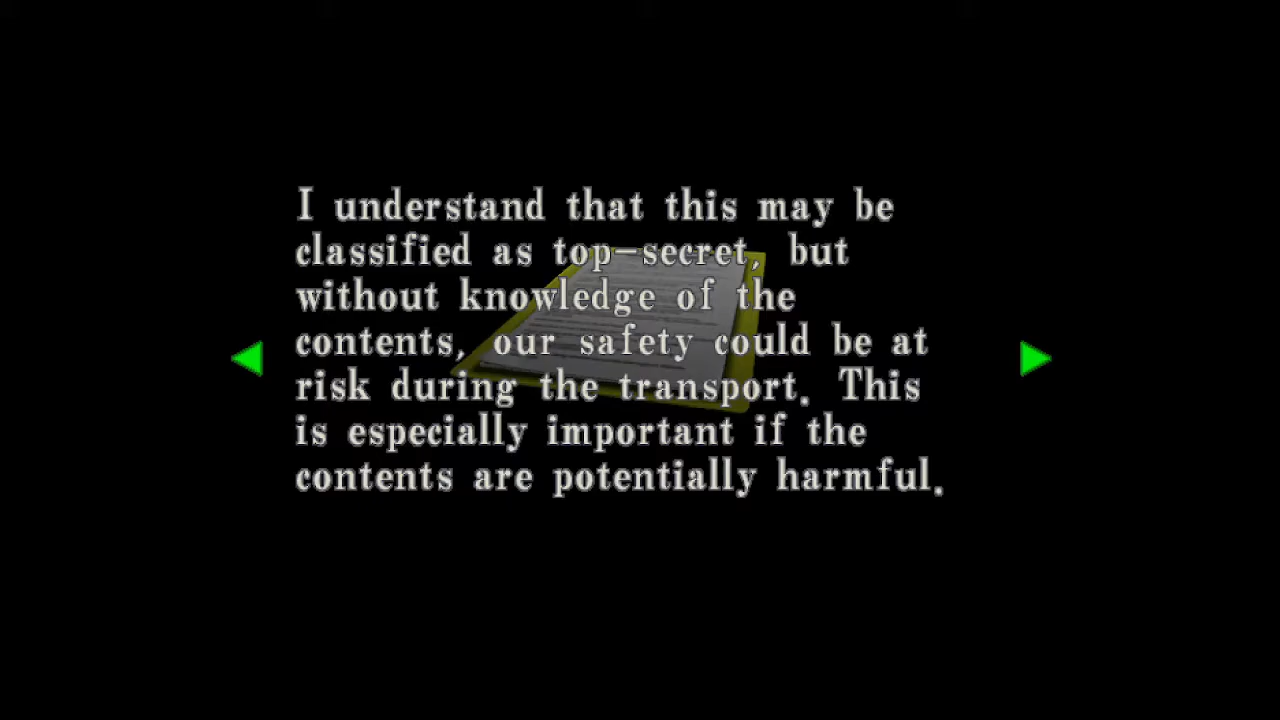 I understand that this may be
classified as top-secret, but
without knowledge of the
contents, our safety could be at
risk during the transport. This
is especially important if the
contents are potentially harmful.